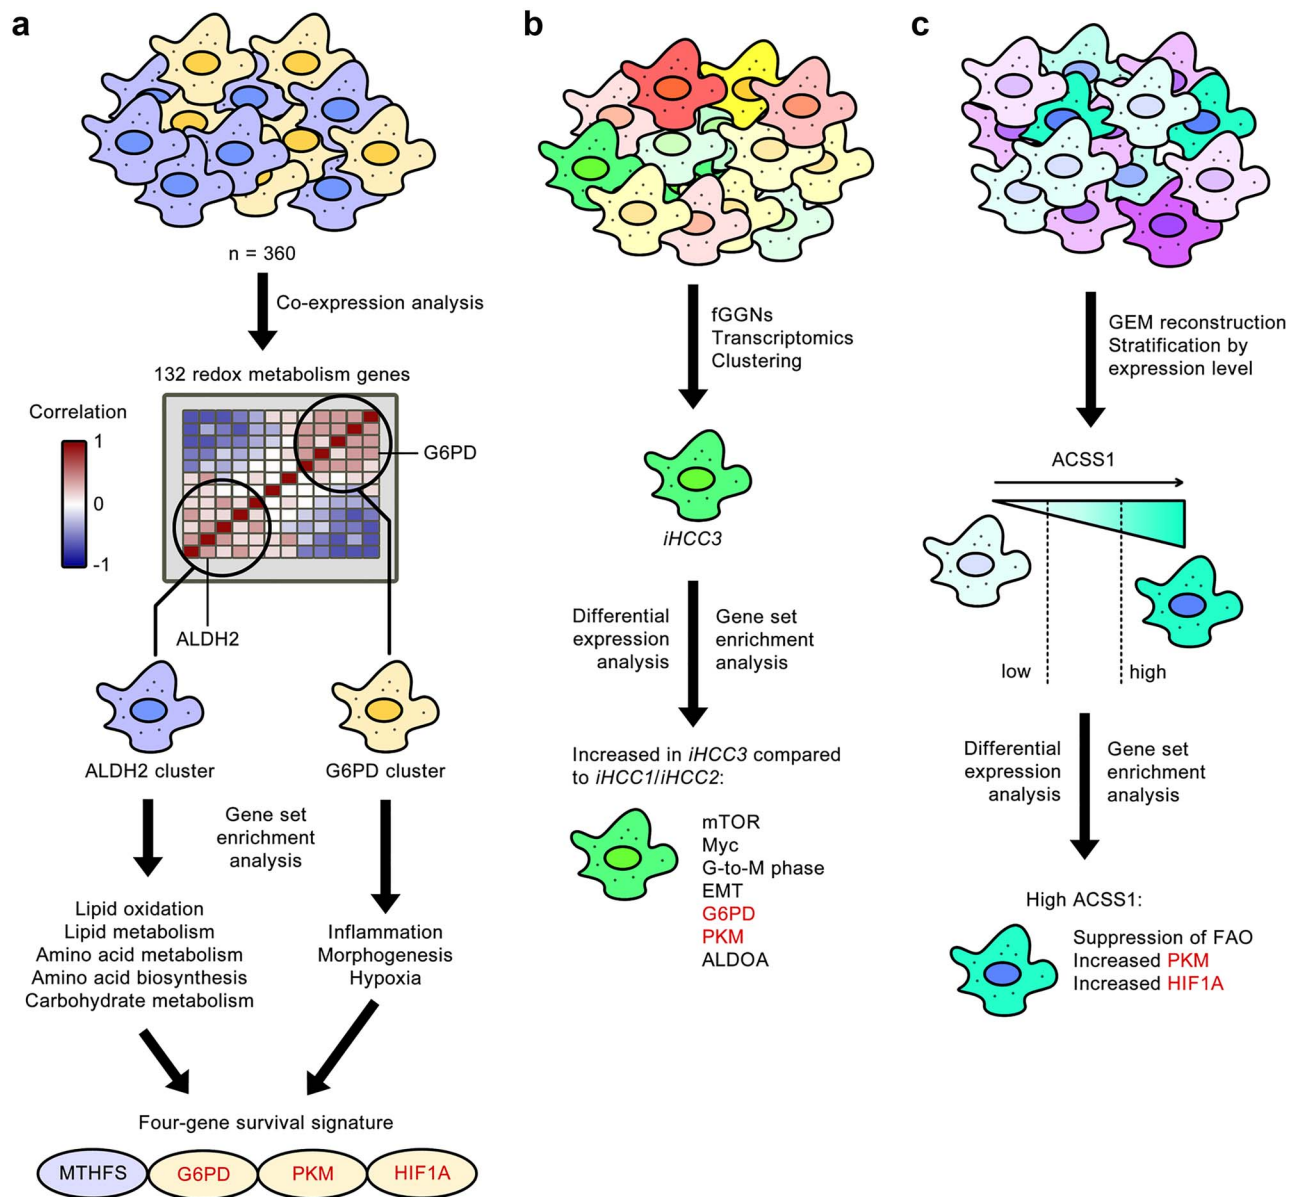 a
n = 360
Co-expression analysis
132 redox metabolism genes
Correlation
1
0
-1
G6PD
ALDH2
ALDH2 cluster
G6PD cluster
Gene set
enrichment
analysis
Lipid oxidation
Lipid metabolism
Amino acid metabolism
Amino acid biosynthesis
Carbohydrate metabolism
Inflammation
Morphogenesis
Hypoxia
Four-gene survival signature
MTHFS
G6PD
PKM
HIF1A
b
fGGNs
Transcriptomics
Clustering
iHCC3
Differential
expression
analysis
Gene set
enrichment
analysis
Increased in iHCC3 compared
to iHCC1/iHCC2:
mTOR
Myc
G-to-M phase
EMT
G6PD
PKM
ALDOA
c
GEM reconstruction
Stratification by
expression level
ACSS1
low
high
Differential
expression
analysis
Gene set
enrichment
analysis
High ACSS1:
Suppression of FAO
Increased PKM
Increased HIF1A